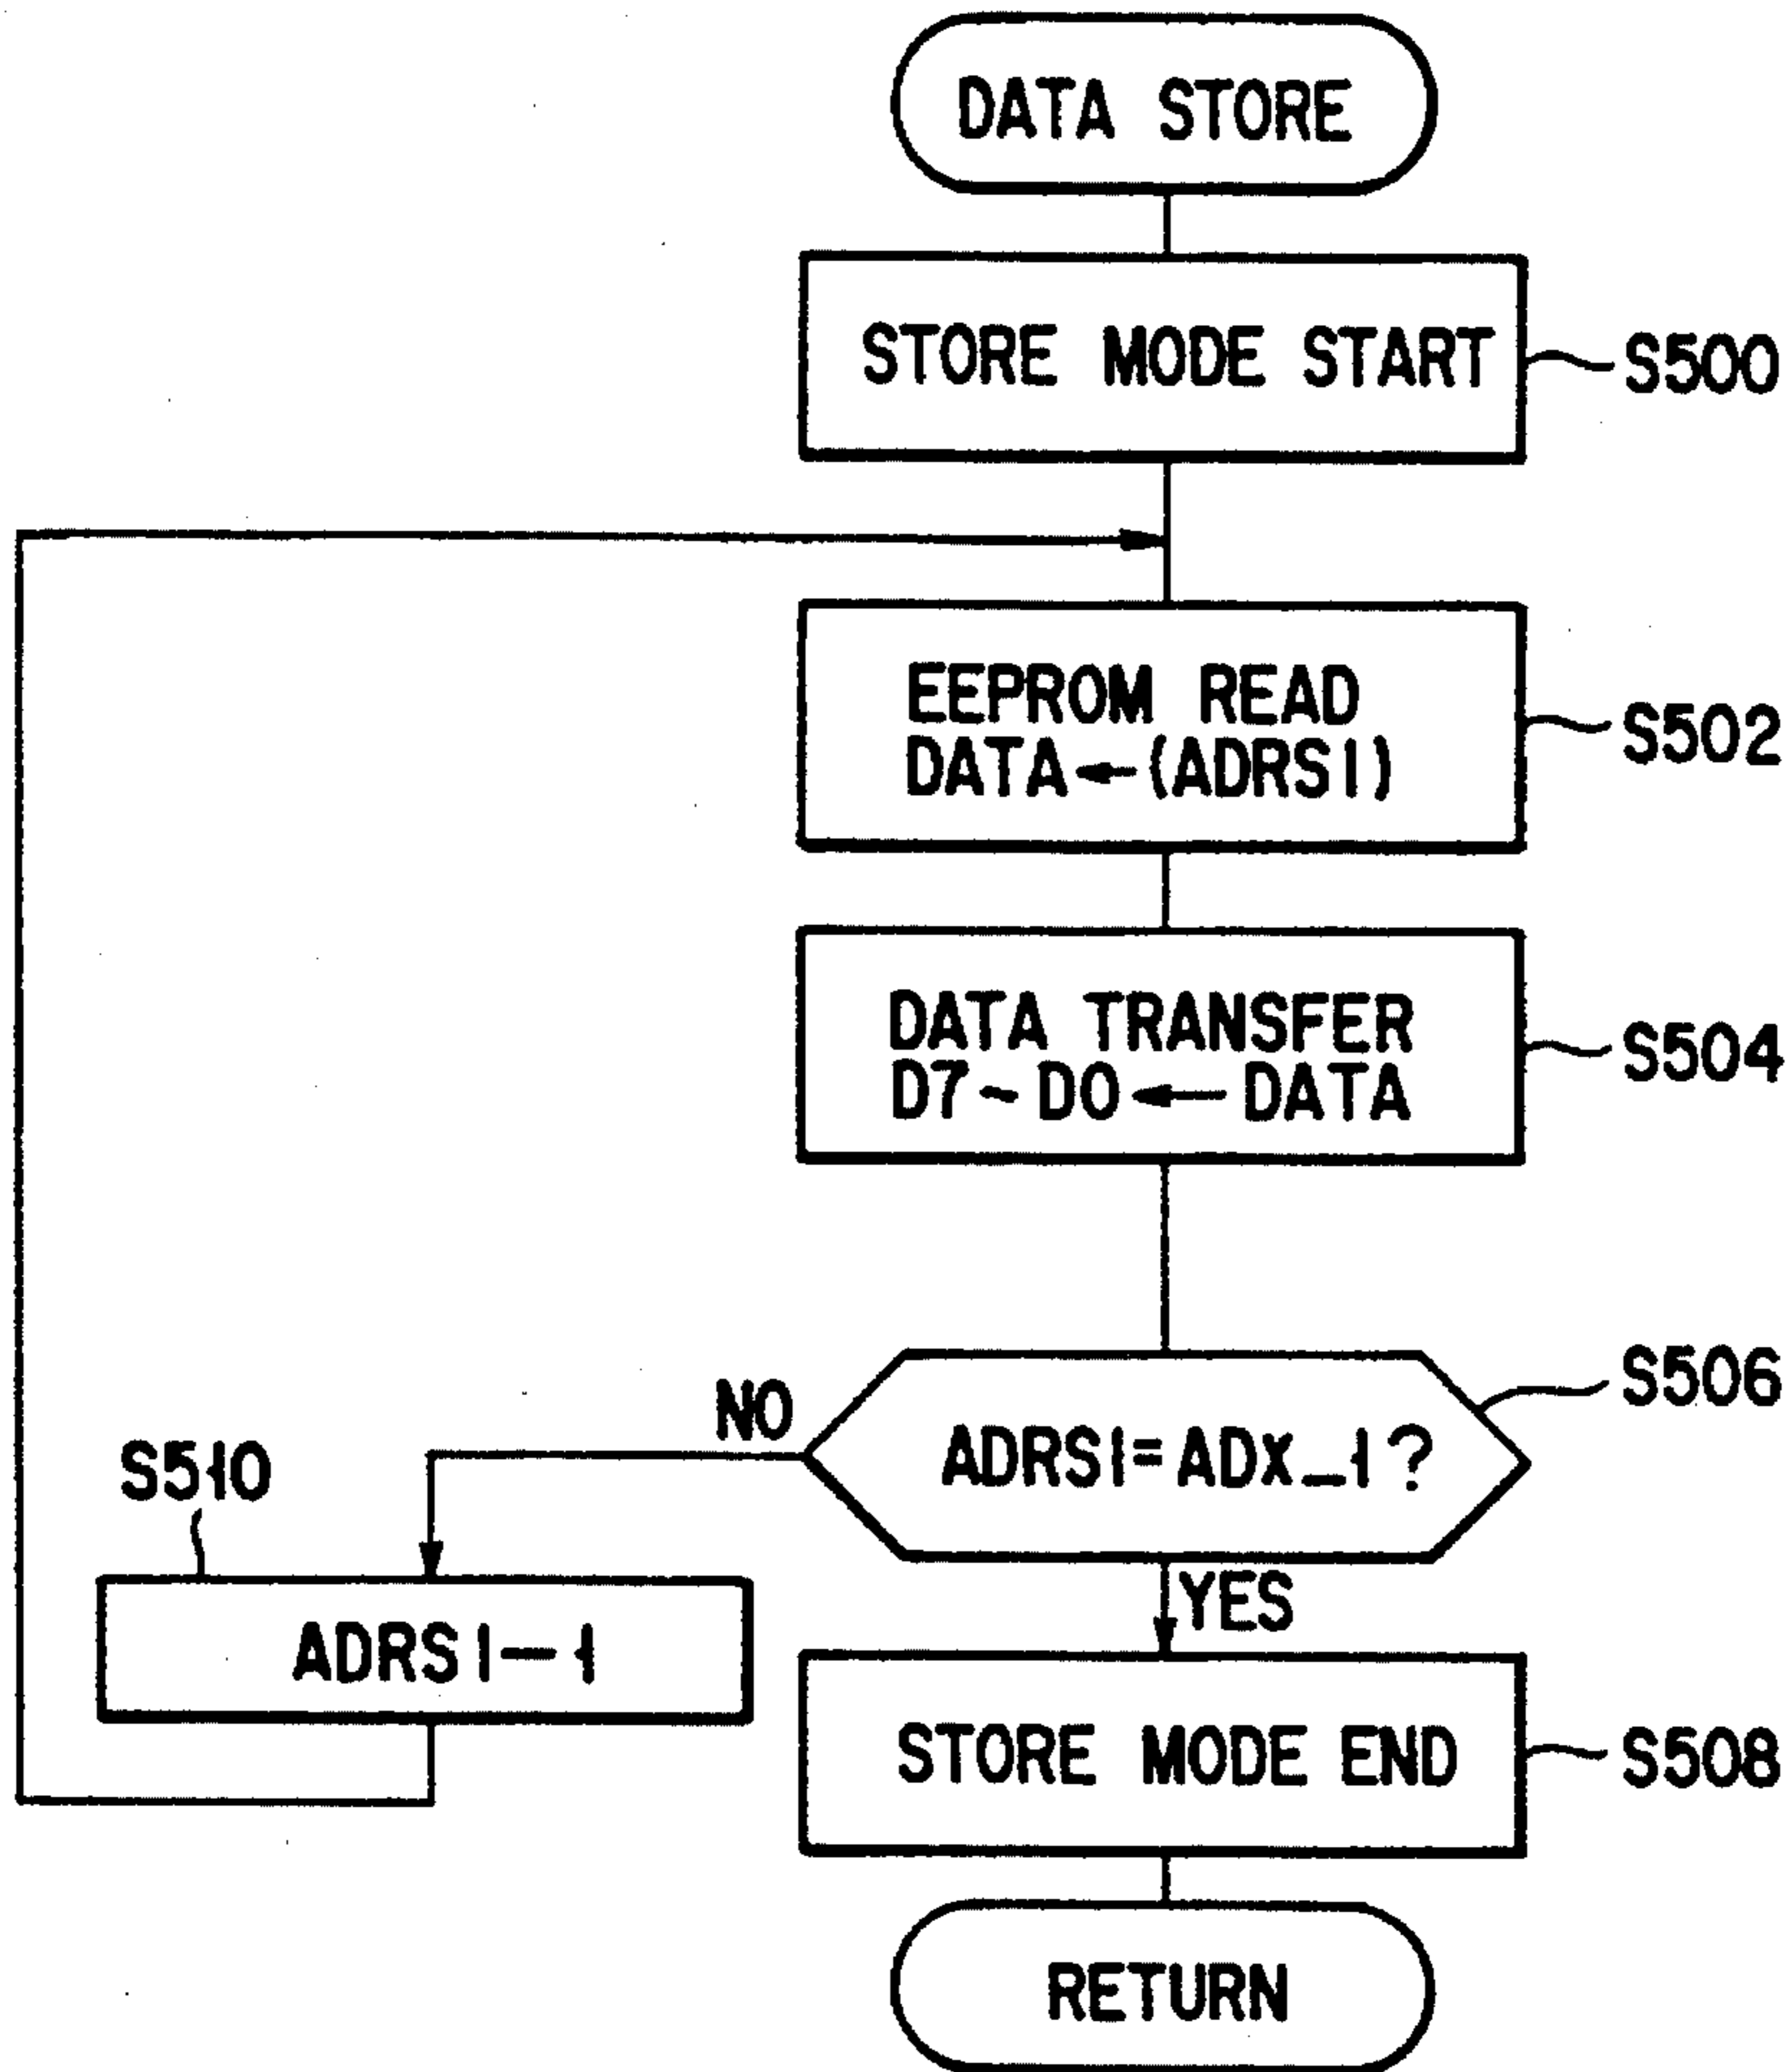 DATA STORE
STORE MODE START
S500
EEPROM READ
DATA←(ADRS1)
S502
DATA TRANSFER
D7~D0←DATA
S504
S506
NO
ADRS1=ADX_1?
S510
YES
ADRS1-1
STORE MODE END
S508
RETURN